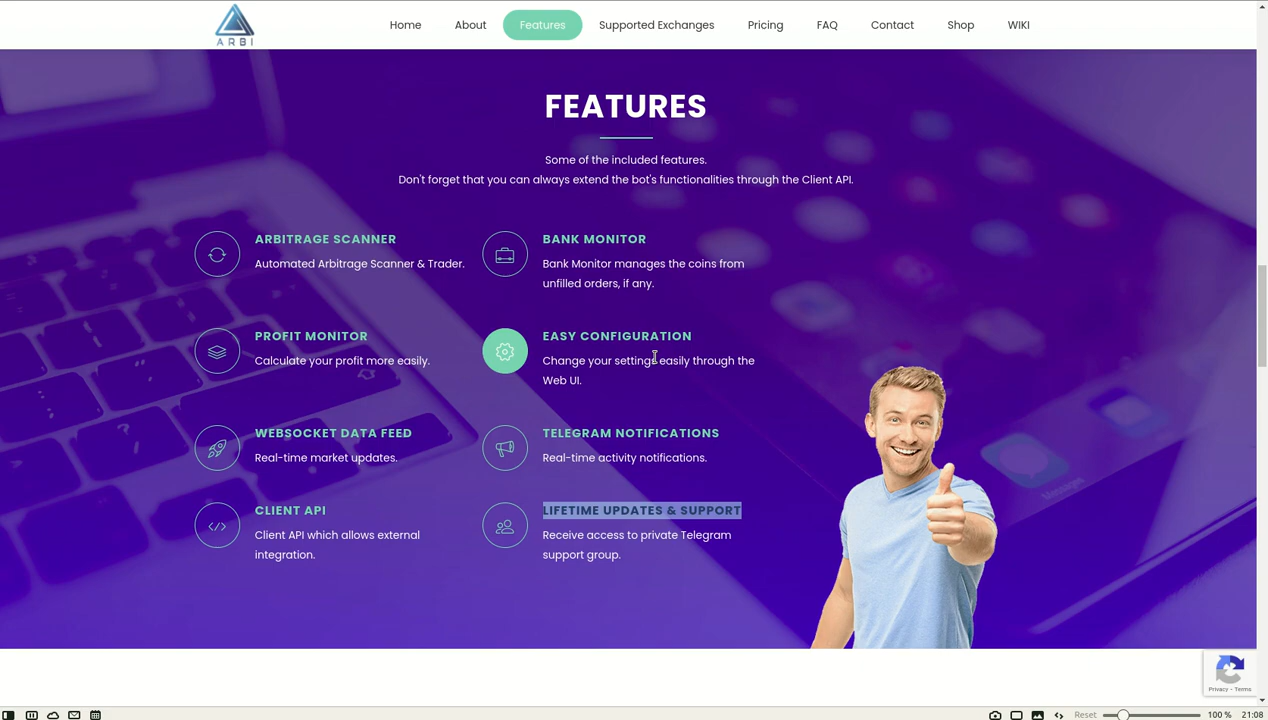 ARBI
Home About Features Supported Exchanges Pricing FAQ Contact Shop WIKI
FEATURES
Some of the included features.
Don't forget that you can always extend the bot's functionalities through the Client API.
ARBITRAGE SCANNER
Automated Arbitrage Scanner & Trader.
BANK MONITOR
Bank Monitor manages the coins from
unfilled orders, if any.
PROFIT MONITOR
Calculate your profit more easily.
EASY CONFIGURATION
Change your settings easily through the
Web UI.
WEBSOCKET DATA FEED
Real-time market updates.
TELEGRAM NOTIFICATIONS
Real-time activity notifications.
CLIENT API
Client API which allows external
integration.
LIFETIME UPDATES & SUPPORT
Receive access to private Telegram
support group.
Messages
Privacy - Terms
Reset 100 % 21:08